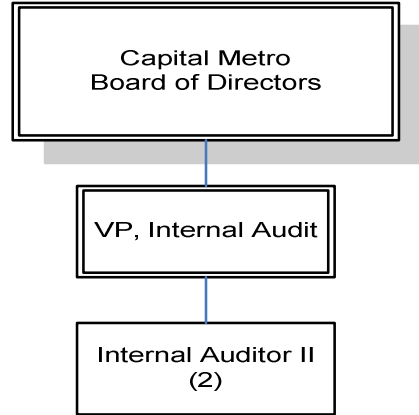 Capital Metro
Board of Directors
VP, Internal Audit
Internal Auditor II
(2)